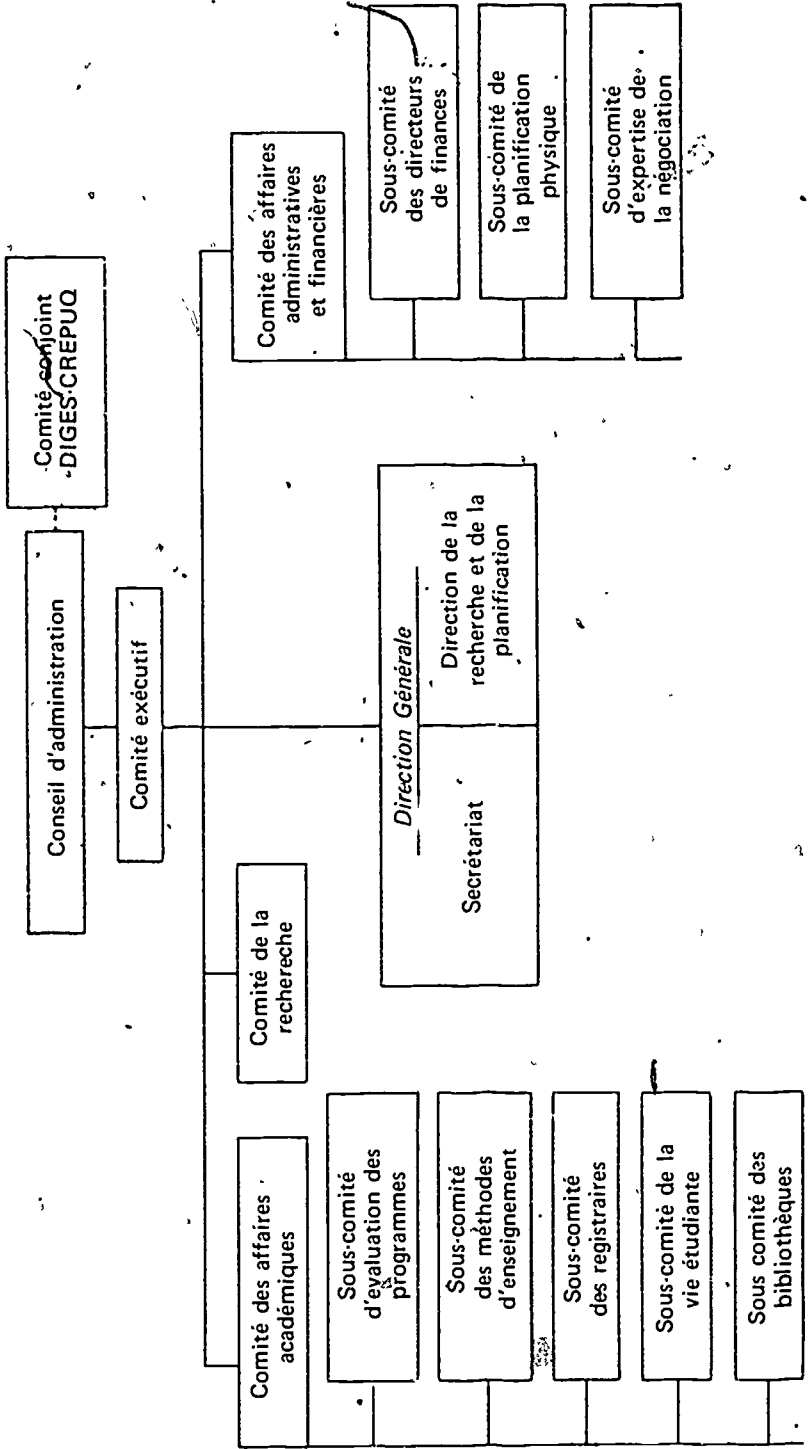 Comité conjoint
DIGES-CREPUQ
Conseil d'administration
Comité exécutif
Comité des affaires
académiques
Sous-comité
d'evaluation des
programmes
Sous-comité
des méthodes
d'enseignement
Sous-comité
des registraires
Sous-comité de la
vie étudiante
Sous comité des
bibliothèques
Comité de la
rechereche
Direction Générale
Secrétariat
Direction de la
recherche et de la
planification
Comité des affaires
administratives
et financières
Sous-comité
des directeurs
de finances
Sous-comité de
la planification
physique
Sous-comité
d'expertise de
la négociation